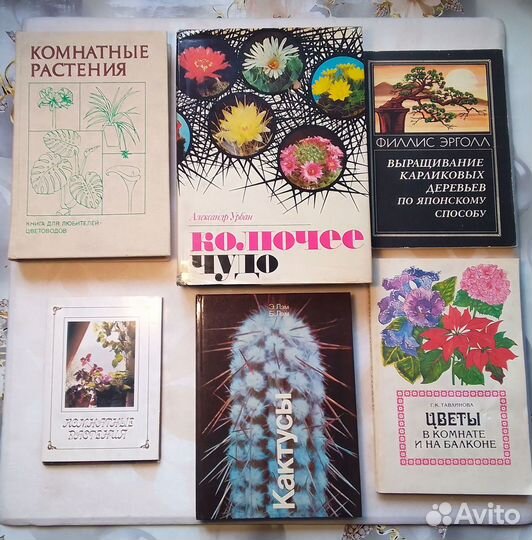 КОМНАТНЫЕ
РАСТЕНИЯ
КНИГА ДЛЯ ЛЮБИТЕЛЕЙ-
ЦВЕТОВОДОВ
Александр Урбан
колючее
чудо
ФИЛЛИС ЭРГОЛЛ
ВЫРАЩИВАНИЕ
КАРЛИКОВЫХ
ДЕРЕВЬЕВ
ПО ЯПОНСКОМУ
СПОСОБУ
КОМНАТНЫЕ
РАСТЕНИЯ
Э. Лэм
Б. Лэм
Кактусы
Г. К. ТАВЛИНОВА
ЦВЕТЫ
В КОМНАТЕ
И НА БАЛКОНЕ
Avito